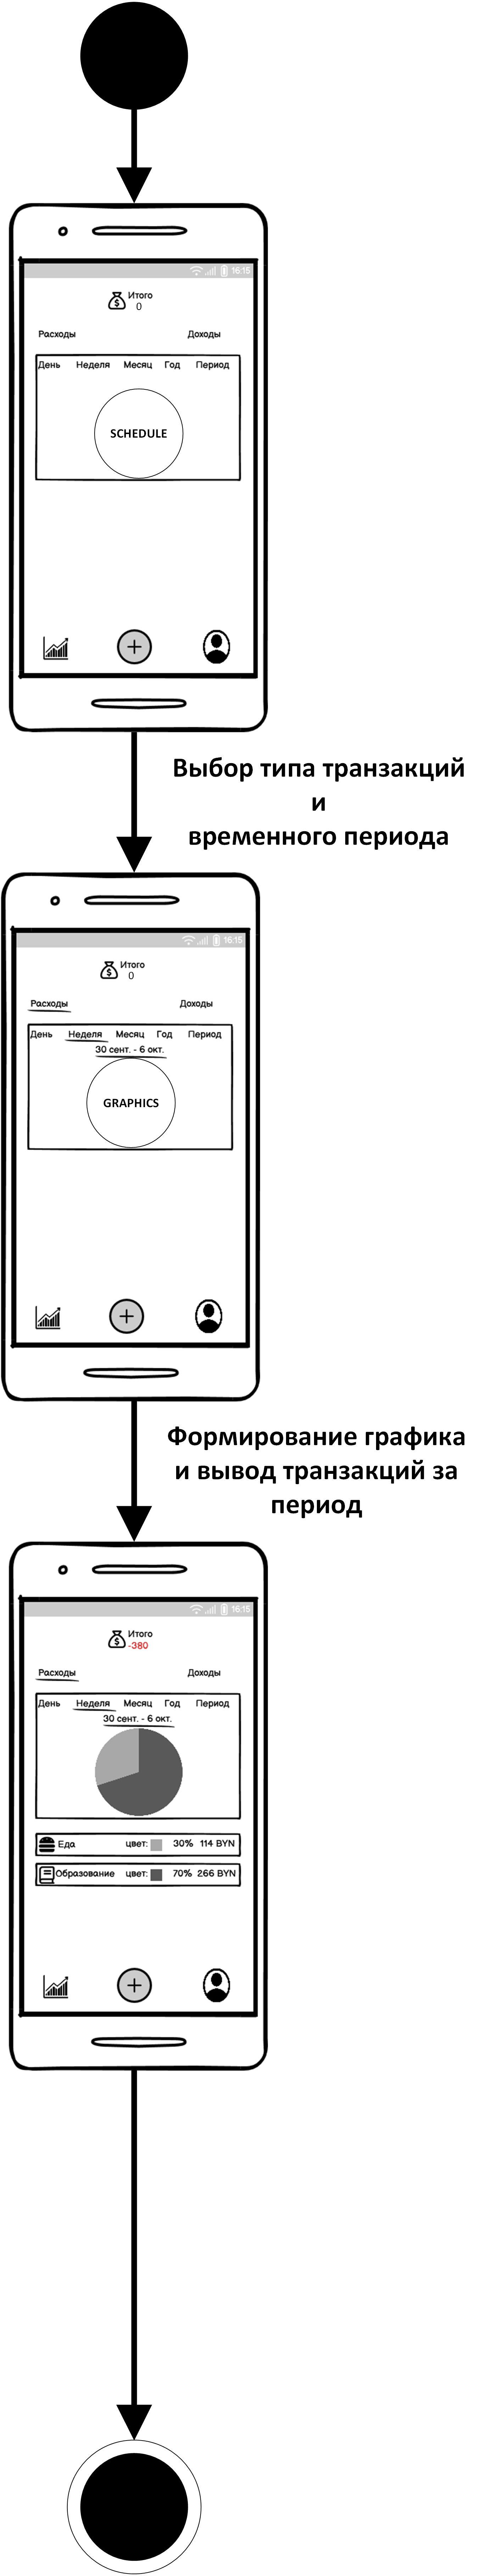 16:15
Итого
0
Расходы Доходы
День Неделя Месяц Год Период
SCHEDULE
Выбор типа транзакций
и
временного периода
16:15
Итого
0
Расходы Доходы
День Неделя Месяц Год Период
30 сент. - 6 окт.
GRAPHICS
Формирование графика
и вывод транзакций за
период
16:15
Итого
-380
Расходы Доходы
День Неделя Месяц Год Период
30 сент. - 6 окт.
Еда цвет: 30% 114 BYN
Образование цвет: 70% 266 BYN